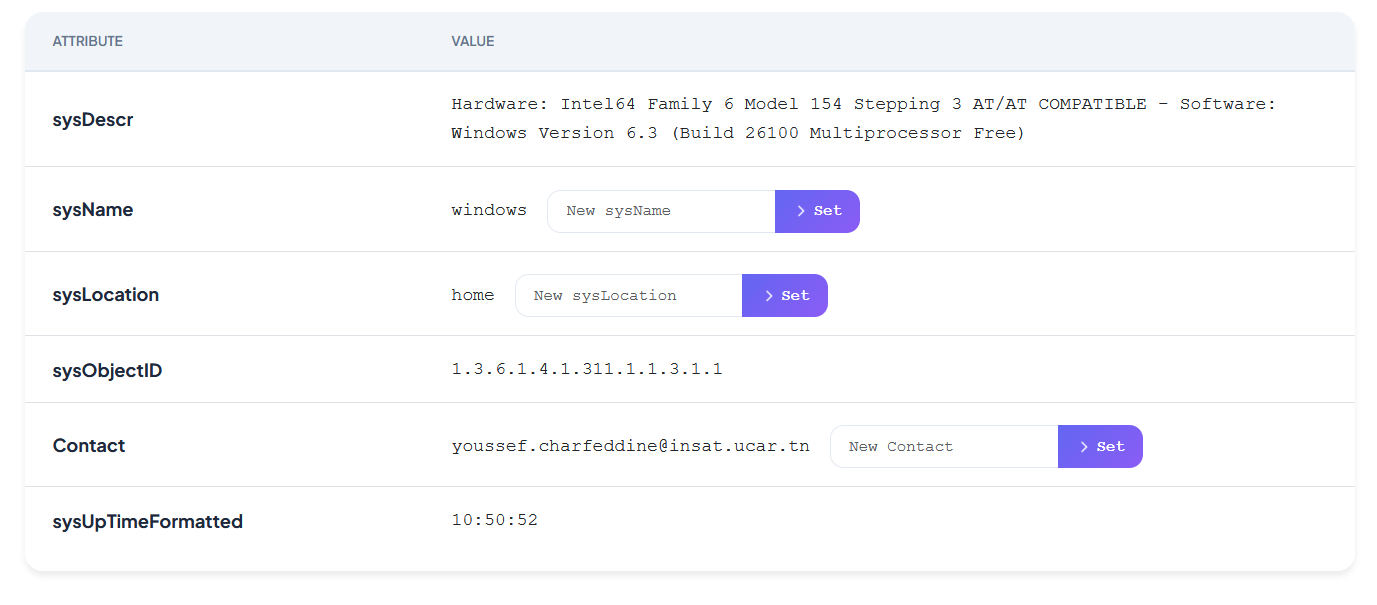 ATTRIBUTE VALUE
sysDescr Hardware: Intel64 Family 6 Model 154 Stepping 3 AT/AT COMPATIBLE - Software:
Windows Version 6.3 (Build 26100 Multiprocessor Free)
sysName windows New sysName > Set
sysLocation home New sysLocation > Set
sysObjectID 1.3.6.1.4.1.311.1.1.3.1.1
Contact youssef.charfeddine@insat.ucar.tn New Contact > Set
sysUpTimeFormatted 10:50:52